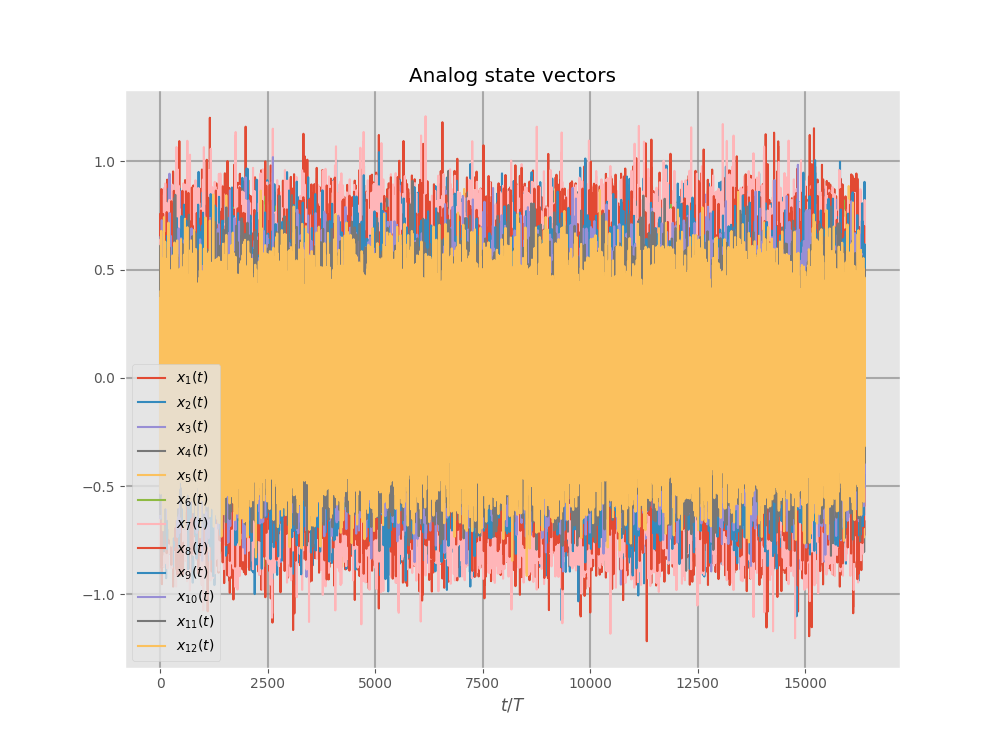 Analog state vectors
1.0
0.5
0.0
−0.5
−1.0
x₁(t)
x₂(t)
x₃(t)
x₄(t)
x₅(t)
x₆(t)
x₇(t)
x₈(t)
x₉(t)
x₁₀(t)
x₁₁(t)
x₁₂(t)
0 2500 5000 7500 10000 12500 15000
t/T